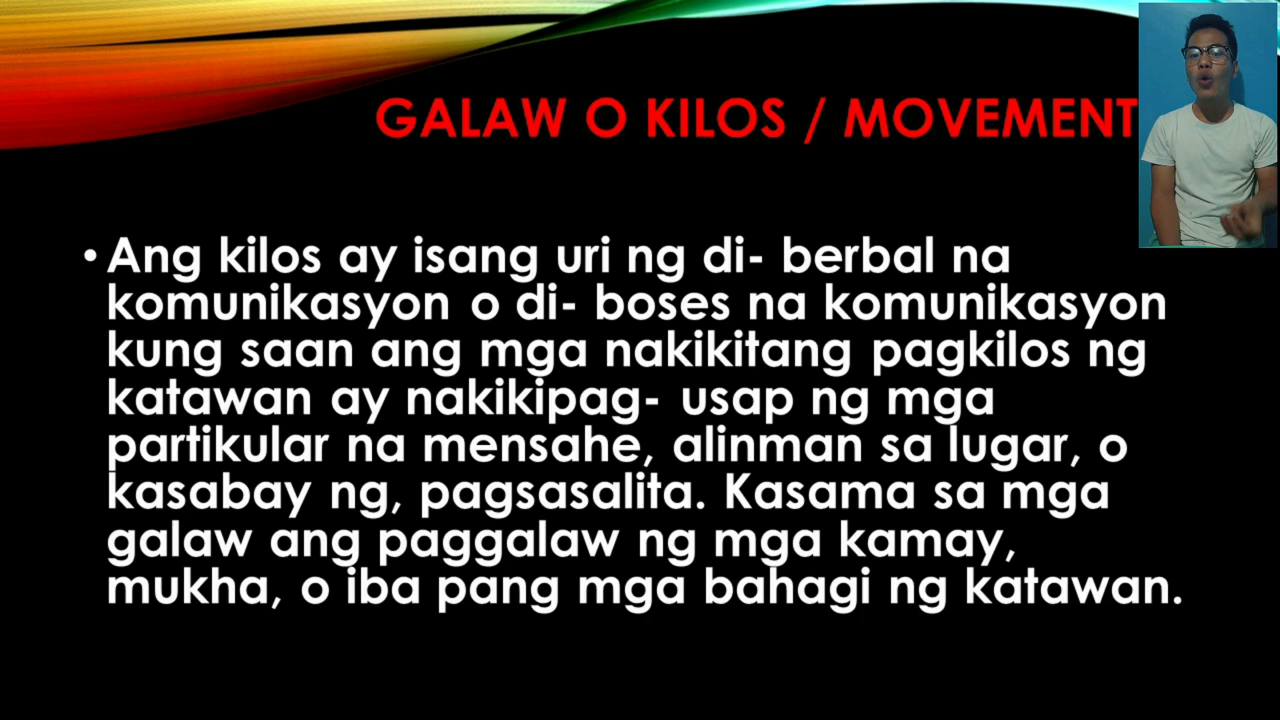 GALAW O KILOS / MOVEMENT
• Ang kilos ay isang uri ng di- berbal na
komunikasyon o di- boses na komunikasyon
kung saan ang mga nakikitang pagkilos ng
katawan ay nakikipag- usap ng mga
partikular na mensahe, alinman sa lugar, o
kasabay ng, pagsasalita. Kasama sa mga
galaw ang paggalaw ng mga kamay,
mukha, o iba pang mga bahagi ng katawan.